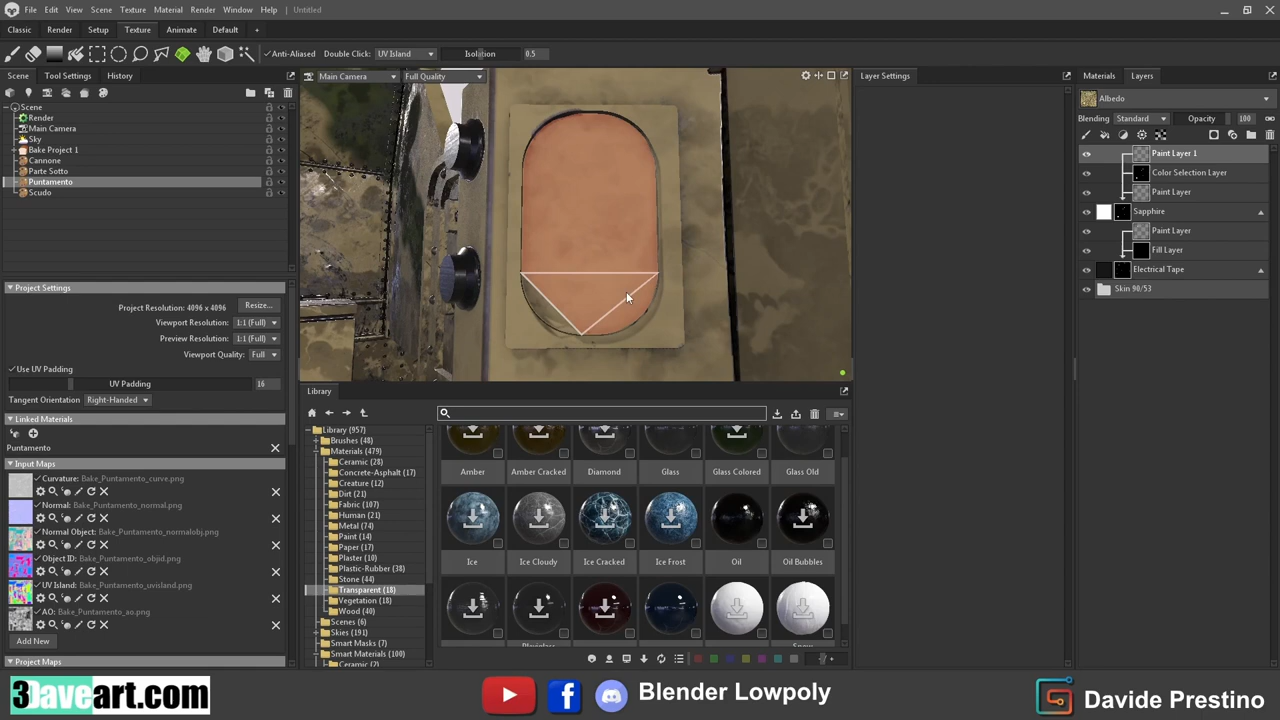 File Edit View Scene Texture Material Render Window Help Untitled
Classic Render Setup Texture Animate Default +
Anti-Aliased Double Click: UV Island Isolation 0.5
Scene Tool Settings History
Scene
Render
Main Camera
Sky
Bake Project 1
Cannone
Parte Sotto
Puntamento
Scudo
Project Settings
Project Resolution: 4096 x 4096 Resize...
Viewport Resolution: 1:1 (Full)
Preview Resolution: 1:1 (Full)
Viewport Quality: Full
Use UV Padding
UV Padding 16
Tangent Orientation Right-Handed
Linked Materials
Puntamento
Input Maps
Curvature: Bake_Puntamento_curve.png
Normal: Bake_Puntamento_normal.png
Normal Object: Bake_Puntamento_normalobj.png
Object ID: Bake_Puntamento_objid.png
UV Island: Bake_Puntamento_uvisland.png
AO: Bake_Puntamento_ao.png
Add New
Project Maps
Main Camera Full Quality
Library
Library (957)
Brushes (48)
Materials (479)
Ceramic (28)
Concrete-Asphalt (17)
Creature (12)
Dirt (21)
Fabric (107)
Human (21)
Metal (74)
Paint (14)
Paper (17)
Plaster (10)
Plastic-Rubber (38)
Stone (44)
Transparent (18)
Vegetation (18)
Wood (40)
Scenes (6)
Skies (191)
Smart Masks (7)
Smart Materials (100)
Ceramic (2)
Amber Amber Cracked Diamond Glass Glass Colored Glass Old
Ice Ice Cloudy Ice Cracked Ice Frost Oil Oil Bubbles
Layer Settings
Materials Layers
Albedo
Blending Standard Opacity 100
Paint Layer 1
Color Selection Layer
Paint Layer
Sapphire
Paint Layer
Fill Layer
Electrical Tape
Skin 90/53
3Daveart.com Blender Lowpoly Davide Prestino